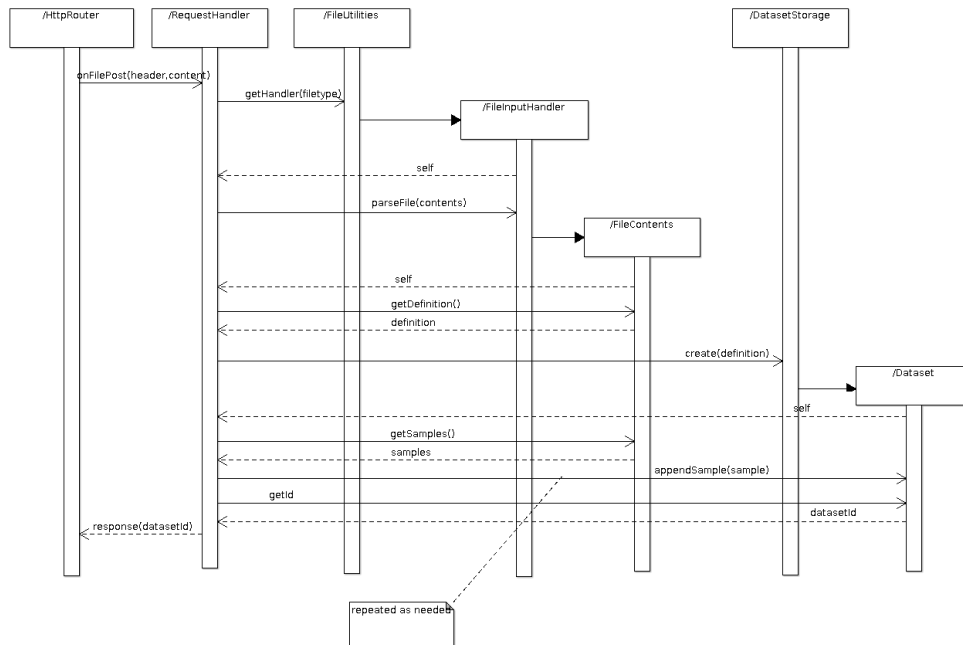 /HttpRouter
/RequestHandler
/FileUtilities
/DatasetStorage
onFilePost(header,content)
getHandler(filetype)
/FileInputHandler
self
parseFile(contents)
/FileContents
self
getDefinition()
definition
create(definition)
/Dataset
self
getSamples()
samples
appendSample(sample)
getId
datasetId
response(datasetId)
repeated as needed